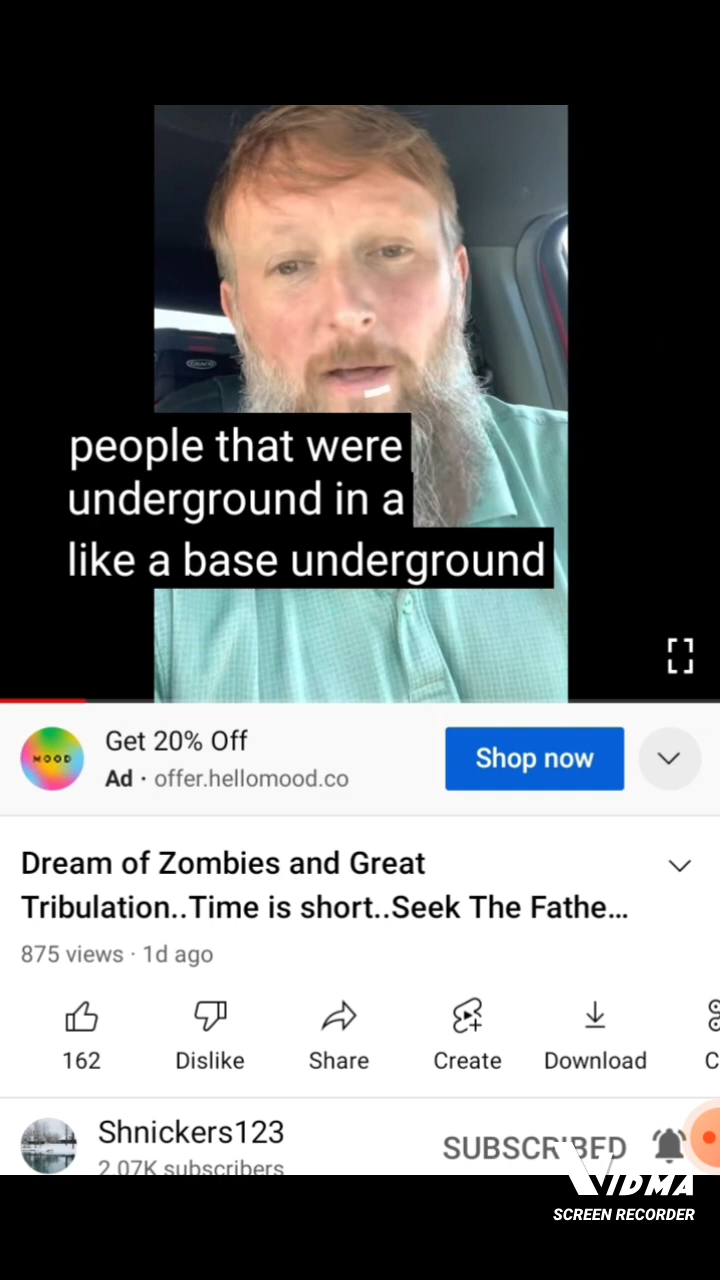 GRACO
people that were
underground in a
like a base underground
MOOD
Get 20% Off
Ad · offer.hellomood.co
Shop now
Dream of Zombies and Great
Tribulation..Time is short..Seek The Fathe...
875 views · 1d ago
162
Dislike
Share
Create
Download
C
Shnickers123
SUBSCRIBED
2.07K subscribers
VIDMA
SCREEN RECORDER